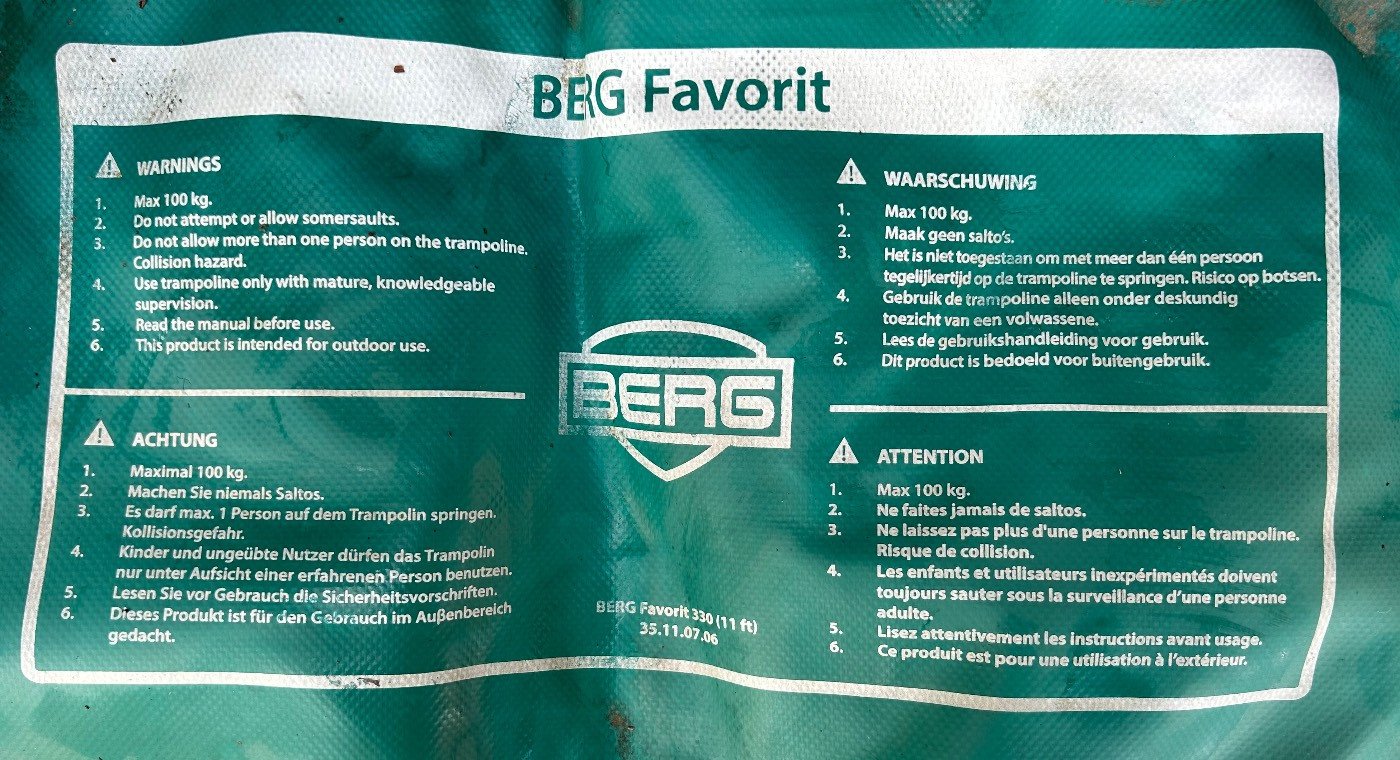 BERG Favorit
WARNINGS
1. Max 100 kg.
2. Do not attempt or allow somersaults.
3. Do not allow more than one person on the trampoline.
Collision hazard.
4. Use trampoline only with mature, knowledgeable
supervision.
5. Read the manual before use.
6. This product is intended for outdoor use.
ACHTUNG
1. Maximal 100 kg.
2. Machen Sie niemals Saltos.
3. Es darf max. 1 Person auf dem Trampolin springen.
Kollisionsgefahr.
4. Kinder und ungeübte Nutzer dürfen das Trampolin
nur unter Aufsicht einer erfahrenen Person benutzen.
5. Lesen Sie vor Gebrauch die Sicherheitsvorschriften.
6. Dieses Produkt ist für den Gebrauch im Außenbereich
gedacht.
BERG
BERG Favorit 330 (11 ft)
35.11.07.06
WAARSCHUWING
1. Max 100 kg.
2. Maak geen salto's.
3. Het is niet toegestaan om met meer dan één persoon
tegelijkertijd op de trampoline te springen. Risico op botsen.
4. Gebruik de trampoline alleen onder deskundig
toezicht van een volwassene.
5. Lees de gebruikshandleiding voor gebruik.
6. Dit product is bedoeld voor buitengebruik.
ATTENTION
1. Max 100 kg.
2. Ne faites jamais de saltos.
3. Ne laissez pas plus d'une personne sur le trampoline.
Risque de collision.
4. Les enfants et utilisateurs inexpérimentés doivent
toujours sauter sous la surveillance d'une personne
adulte.
5. Lisez attentivement les instructions avant usage.
6. Ce produit est pour une utilisation à l'extérieur.